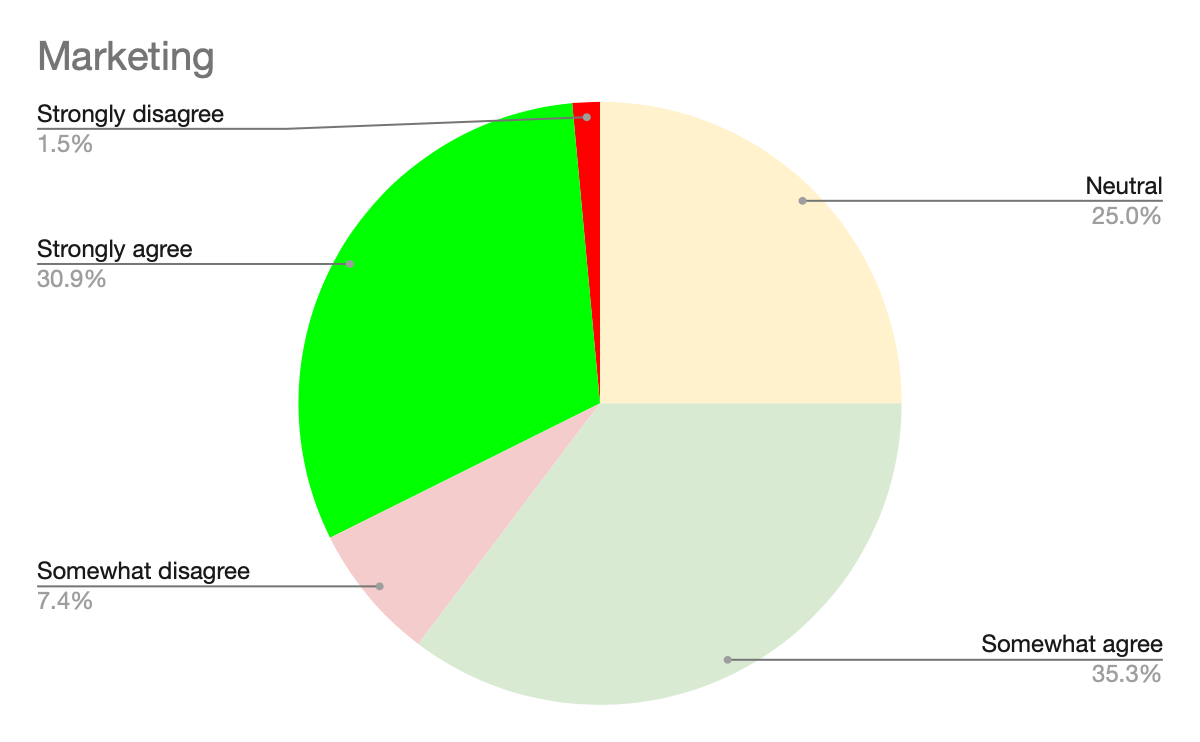 Marketing
Strongly disagree
1.5%
Neutral
25.0%
Strongly agree
30.9%
Somewhat disagree
7.4%
Somewhat agree
35.3%